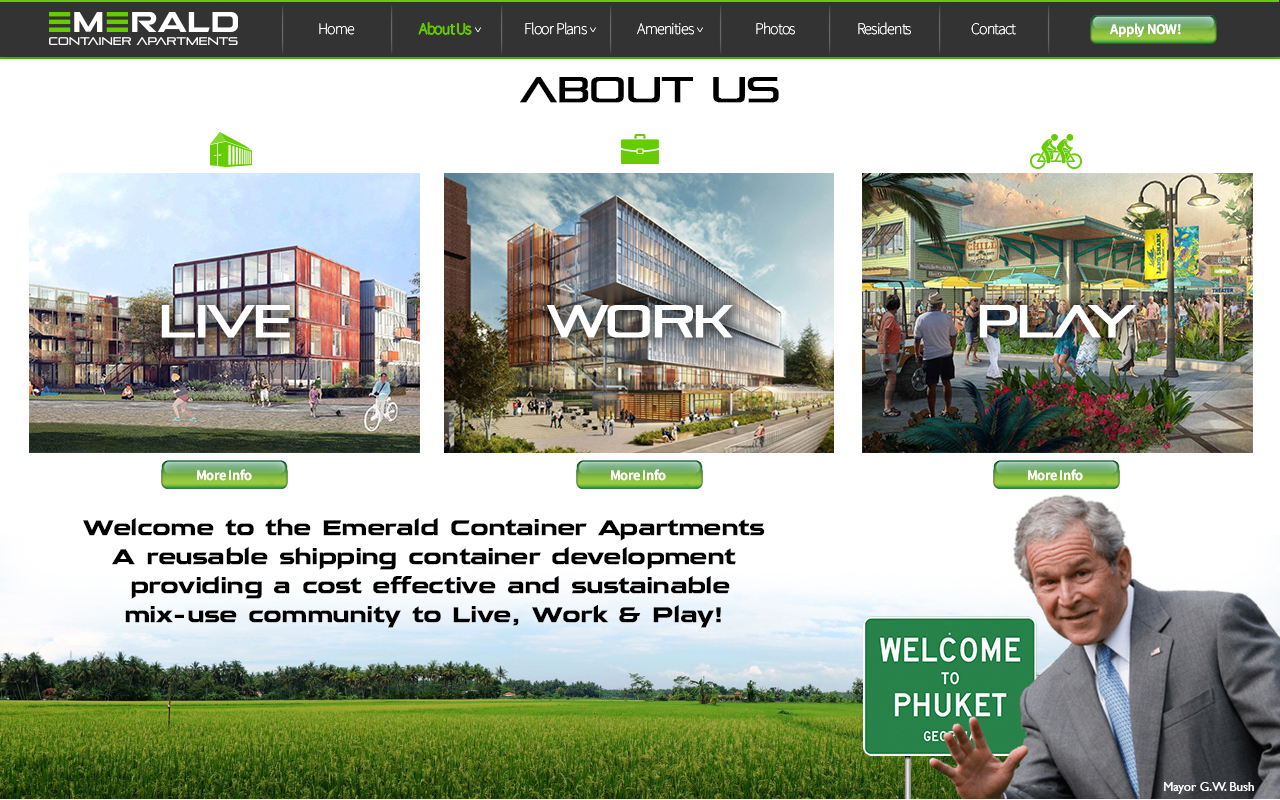 EMERALD
CONTAINER APARTMENTS
Home
About Us
Floor Plans
Amenities
Photos
Residents
Contact
Apply NOW!
ABOUT US
LIVE
WORK
CHILL
THEATER
PLAY
More Info
More Info
More Info
Welcome to the Emerald Container Apartments
A reusable shipping container development
providing a cost effective and sustainable
mix-use community to Live, Work & Play!
WELCOME
TO
PHUKET
Mayor G.W. Bush